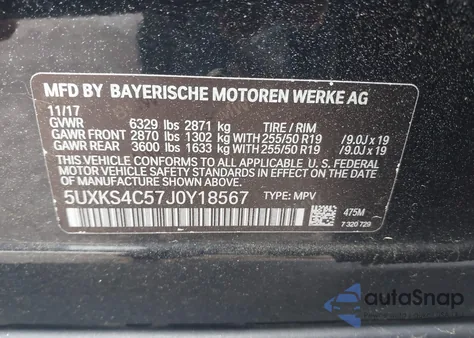 MFD BY BAYERISCHE MOTOREN WERKE AG
11/17
GVWR 6329 lbs 2871 kg TIRE / RIM
GAWR FRONT 2870 lbs 1302 kg WITH 255/50 R19 /9.0J x 19
GAWR REAR 3600 lbs 1633 kg WITH 255/50 R19 /9.0J x 19
THIS VEHICLE CONFORMS TO ALL APPLICABLE U. S. FEDERAL
MOTOR VEHICLE SAFETY STANDARDS IN EFFECT ON THE DATE
OF MANUFACTURE SHOWN ABOVE.
5UXKS4C57J0Y18567 TYPE: MPV
475M
7 320 729
autoSnap
www.autosnap.com